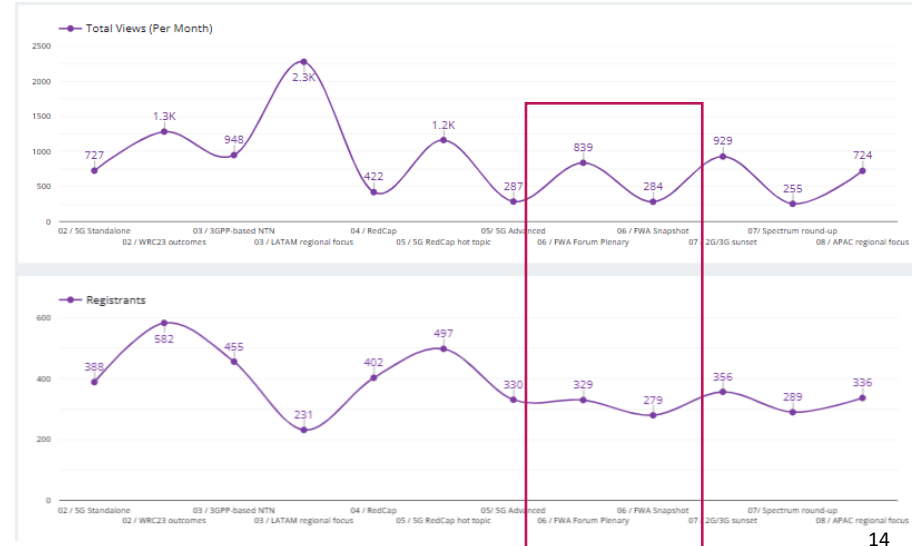 Total Views (Per Month)
2500
2000
1500
1000
500
0
727
1.3K
948
2.3K
422
1.2K
287
839
284
929
255
724
02 / 5G Standalone
02 / WRC23 outcomes
03 / 3GPP-based NTN
03 / LATAM regional focus
04 / RedCap
05 / 5G RedCap hot topic
05/ 5G Advanced
06 / FWA Forum Plenary
06 / FWA Snapshot
07 / 2G/3G sunset
07/ Spectrum round-up
08 / APAC regional focus
Registrants
600
400
200
0
388
582
455
231
402
497
330
329
279
356
289
336
02 / 5G Standalone
02 / WRC23 outcomes
03 / 3GPP-based NTN
03 / LATAM regional focus
04 / RedCap
05 / 5G RedCap hot topic
05/ 5G Advanced
06 / FWA Forum Plenary
06 / FWA Snapshot
07 / 2G/3G sunset
07/ Spectrum round-up
08 / APAC regional focus
14